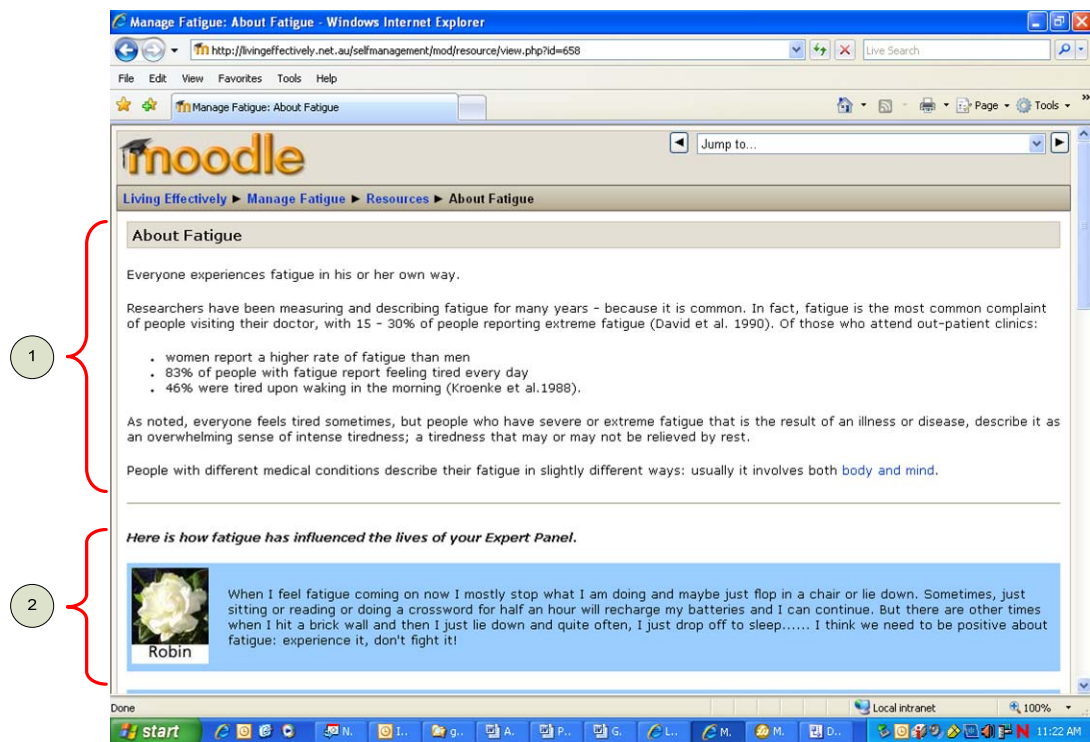 Manage Fatigue: About Fatigue - Windows Internet Explorer
http://livingeffectively.net.au/selfmanagement/mod/resource/view.php?id=658
Live Search
File Edit View Favorites Tools Help
Manage Fatigue: About Fatigue
Page Tools
moodle
Jump to...
Living Effectively ► Manage Fatigue ► Resources ► About Fatigue
About Fatigue
Everyone experiences fatigue in his or her own way.
Researchers have been measuring and describing fatigue for many years - because it is common. In fact, fatigue is the most common complaint
of people visiting their doctor, with 15 - 30% of people reporting extreme fatigue (David et al. 1990). Of those who attend out-patient clinics:
1
• women report a higher rate of fatigue than men
• 83% of people with fatigue report feeling tired every day
• 46% were tired upon waking in the morning (Kroenke et al.1988).
As noted, everyone feels tired sometimes, but people who have severe or extreme fatigue that is the result of an illness or disease, describe it as
an overwhelming sense of intense tiredness; a tiredness that may or may not be relieved by rest.
People with different medical conditions describe their fatigue in slightly different ways: usually it involves both body and mind.
Here is how fatigue has influenced the lives of your Expert Panel.
2
When I feel fatigue coming on now I mostly stop what I am doing and maybe just flop in a chair or lie down. Sometimes, just
sitting or reading or doing a crossword for half an hour will recharge my batteries and I can continue. But there are other times
when I hit a brick wall and then I just lie down and quite often, I just drop off to sleep...... I think we need to be positive about
fatigue: experience it, don't fight it!
Robin
Done
Local intranet
100%
start
N.
I..
g..
A.
P..
G.
L..
M.
M.
D..
N
11:22 AM